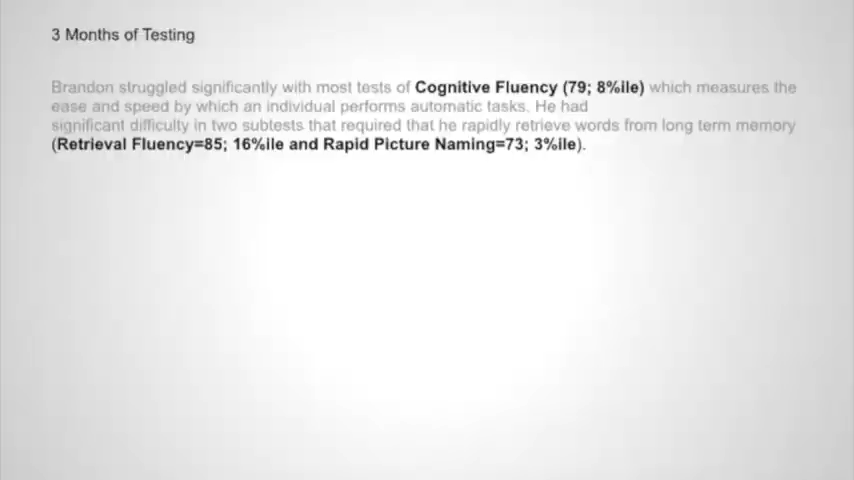 3 Months of Testing
Brandon struggled significantly with most tests of Cognitive Fluency (79; 8%ile) which measures the
ease and speed by which an individual performs automatic tasks. He had
significant difficulty in two subtests that required that he rapidly retrieve words from long term memory
(Retrieval Fluency=85; 16%ile and Rapid Picture Naming=73; 3%ile).